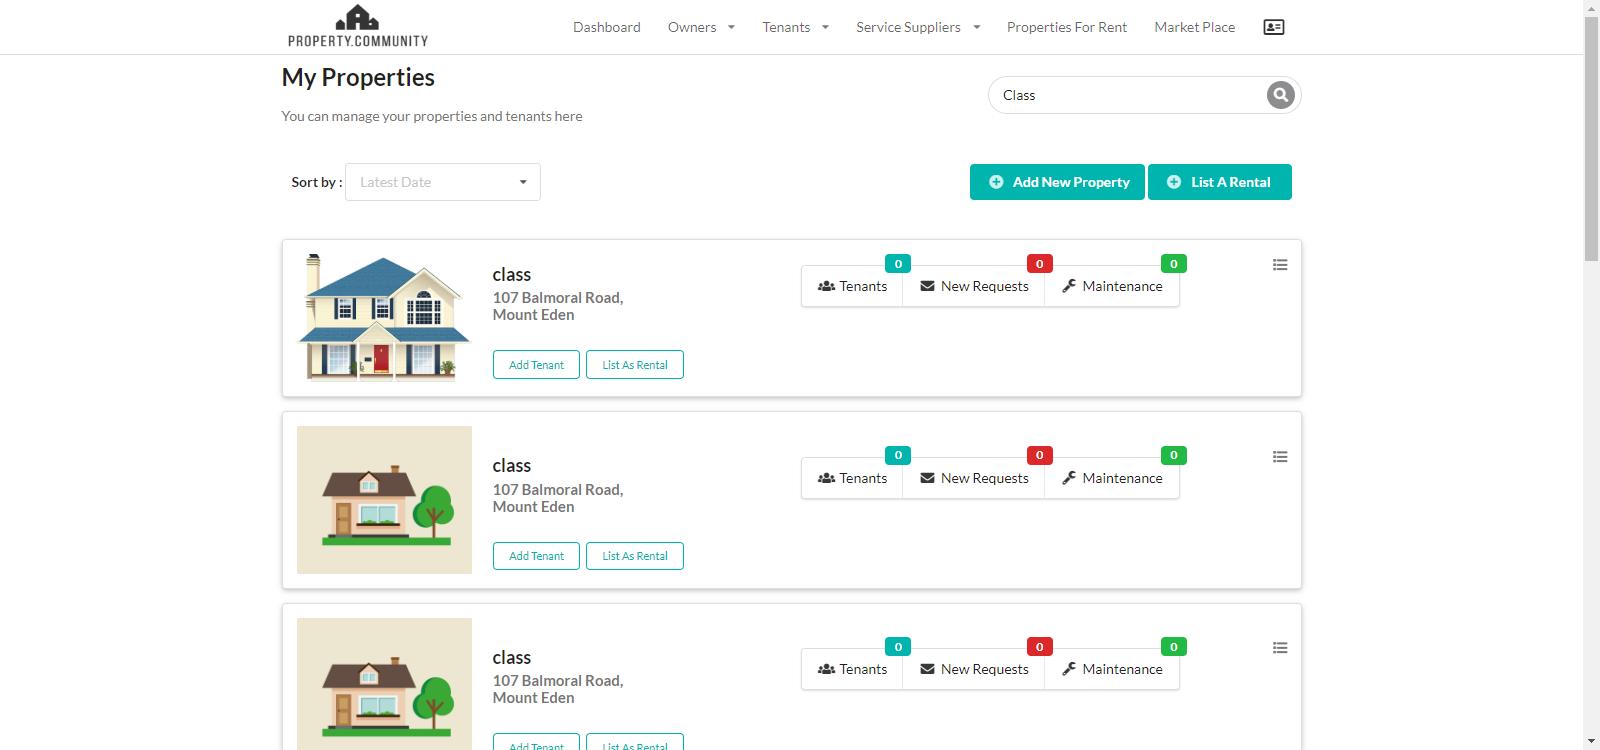 PROPERTY.COMMUNITY
Dashboard Owners Tenants Service Suppliers Properties For Rent Market Place
My Properties
Class
You can manage your properties and tenants here
Sort by : Latest Date
Add New Property List A Rental
class
107 Balmoral Road,
Mount Eden
0 0 0
Tenants New Requests Maintenance
Add Tenant List As Rental
class
107 Balmoral Road,
Mount Eden
0 0 0
Tenants New Requests Maintenance
Add Tenant List As Rental
class
107 Balmoral Road,
Mount Eden
0 0 0
Tenants New Requests Maintenance
Add Tenant List As Rental